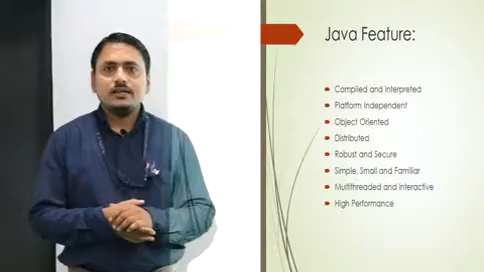 Java Feature:
Compiled and Interpreted
Platform Independent
Object Oriented
Distributed
Robust and Secure
Simple, Small and Familiar
Multithreaded and Interactive
High Performance